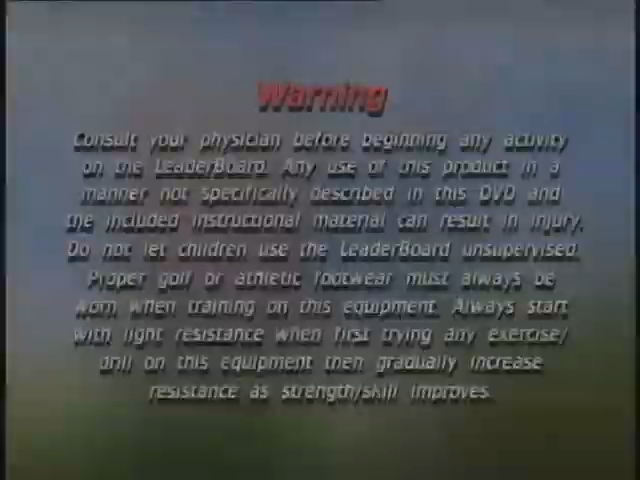 Warning
Consult your physician before beginning any activity
on the LeaderBoard. Any use of this product in a
manner not specifically described in this DVD and
the included instructional material can result in injury.
Do not let children use the LeaderBoard unsupervised.
Proper golf or athletic footwear must always be
worn when training on this equipment. Always start
with light resistance when first trying any exercise/
drill on this equipment then gradually increase
resistance as strength/skill improves.